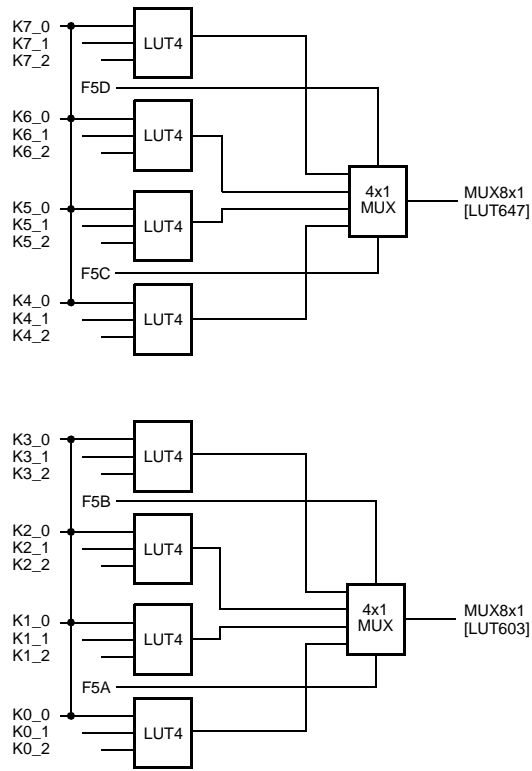 K7_0
K7_1
K7_2
LUT4
F5D
K6_0
K6_1
K6_2
LUT4
4x1
MUX
MUX8x1
[LUT647]
K5_0
K5_1
K5_2
LUT4
F5C
K4_0
K4_1
K4_2
LUT4
K3_0
K3_1
K3_2
LUT4
F5B
K2_0
K2_1
K2_2
LUT4
4x1
MUX
MUX8x1
[LUT603]
K1_0
K1_1
K1_2
LUT4
F5A
K0_0
K0_1
K0_2
LUT4